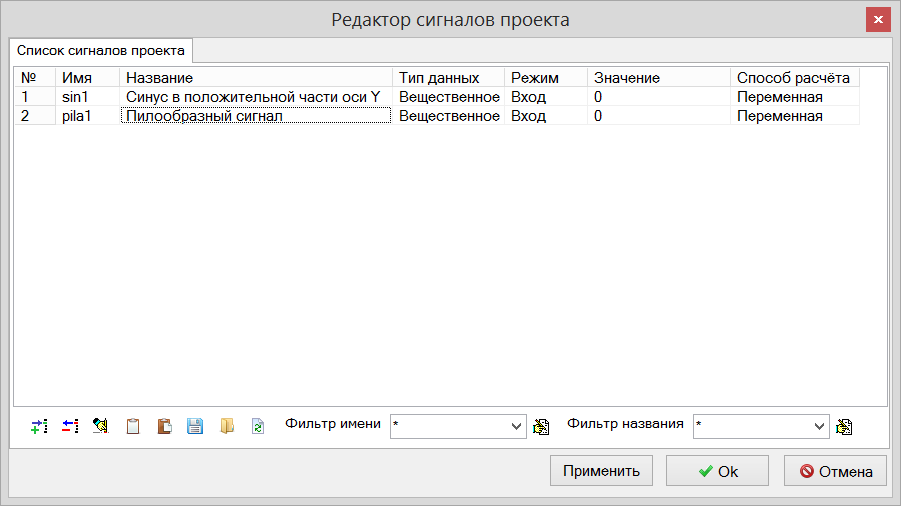 Редактор сигналов проекта
Список сигналов проекта
№ Имя Название Тип данных Режим Значение Способ расчёта
1 sin1 Синус в положительной части оси Y Вещественное Вход 0 Переменная
2 pila1 Пилообразный сигнал Вещественное Вход 0 Переменная
Фильтр имени * Фильтр названия *
Применить Ok Отмена